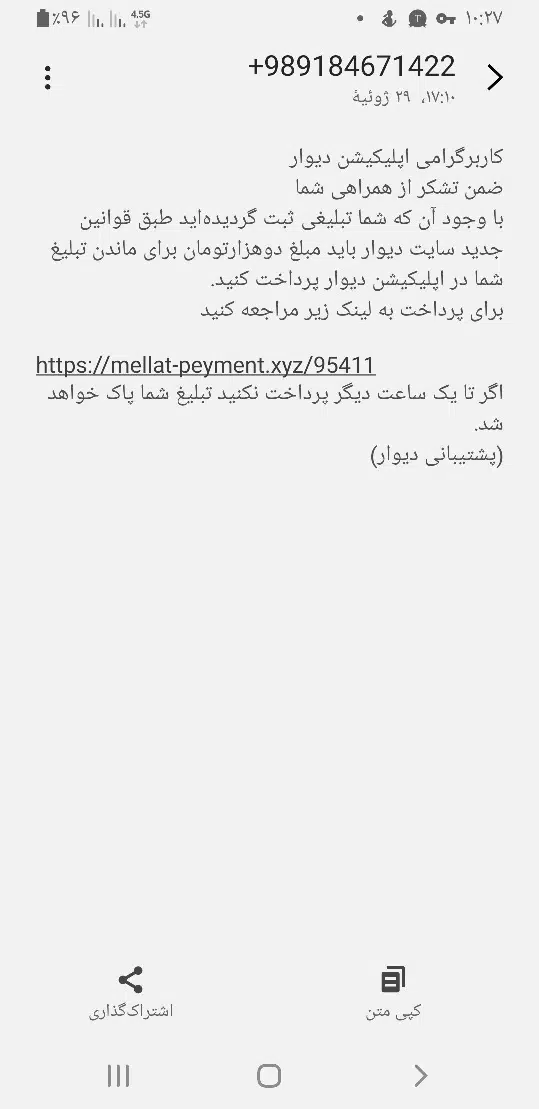 ٪۹۶ 4.5G ۱۰:۲۷
+989184671422
۱۷:۱۰، ۲۹ ژوئیهٔ
کاربرگرامی اپلیکیشن دیوار
ضمن تشکر از همراهی شما
با وجود آن که شما تبلیغی ثبت گردیده‌اید طبق قوانین
جدید سایت دیوار باید مبلغ دوهزارتومان برای ماندن تبلیغ
شما در اپلیکیشن دیوار پرداخت کنید.
برای پرداخت به لینک زیر مراجعه کنید
https://mellat-peyment.xyz/95411
اگر تا یک ساعت دیگر پرداخت نکنید تبلیغ شما پاک خواهد
شد.
(پشتیبانی دیوار)
کپی متن
اشتراک‌گذاری